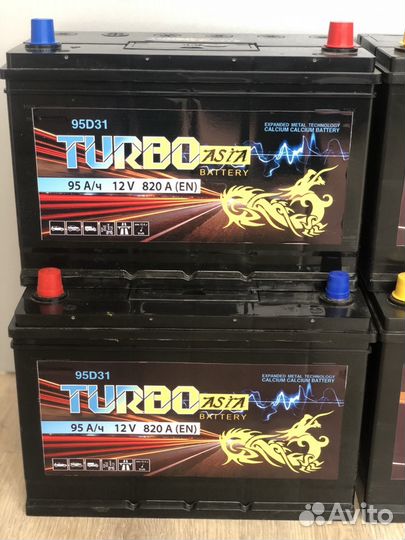 95D31
EXPANDED METAL TECHNOLOGY
CALCIUM CALCIUM BATTERY
TURBO ASIA
BATTERY
95 А/ч 12 V 820 A (EN)
95D31
EXPANDED METAL TECHNOLOGY
CALCIUM CALCIUM BATTERY
TURBO ASIA
BATTERY
95 А/ч 12 V 820 A (EN)
Avito